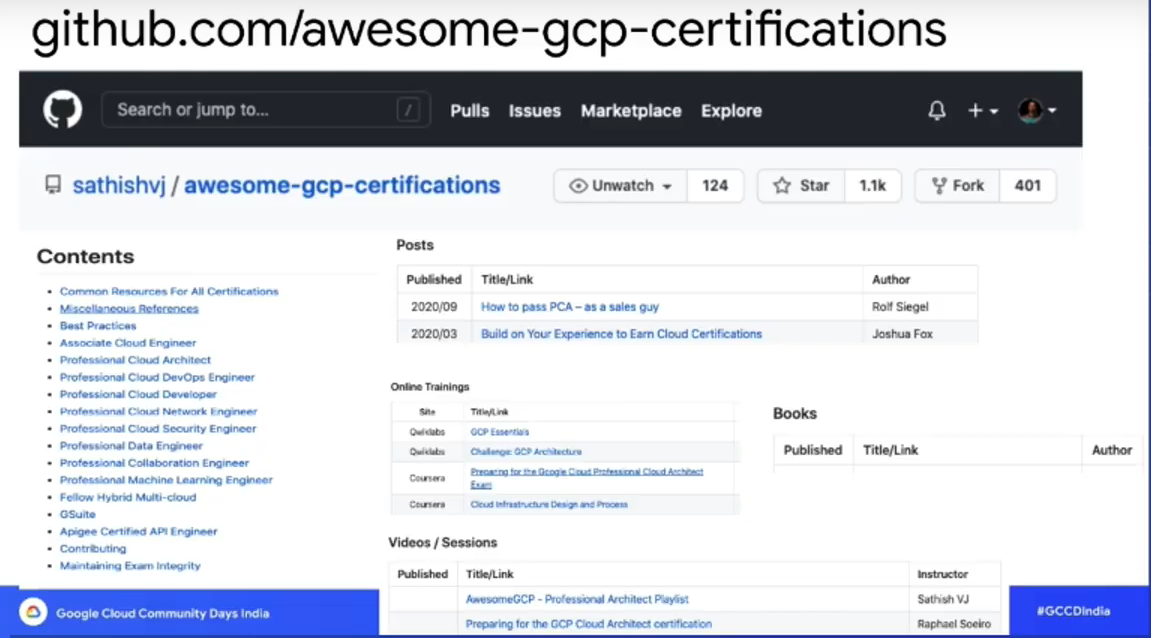 github.com/awesome-gcp-certifications
Search or jump to... /
Pulls Issues Marketplace Explore
sathishvj / awesome-gcp-certifications
Unwatch 124 Star 1.1k Fork 401
Contents
Common Resources For All Certifications
Miscellaneous References
Best Practices
Associate Cloud Engineer
Professional Cloud Architect
Professional Cloud DevOps Engineer
Professional Cloud Developer
Professional Cloud Network Engineer
Professional Cloud Security Engineer
Professional Data Engineer
Professional Collaboration Engineer
Professional Machine Learning Engineer
Fellow Hybrid Multi-cloud
GSuite
Apigee Certified API Engineer
Contributing
Maintaining Exam Integrity
Posts
Published Title/Link Author
2020/09 How to pass PCA – as a sales guy Rolf Siegel
2020/03 Build on Your Experience to Earn Cloud Certifications Joshua Fox
Online Trainings
Site Title/Link
Qwiklabs GCP Essentials
Qwiklabs Challenge: GCP Architecture
Coursera Preparing for the Google Cloud Professional Cloud Architect
Exam
Coursera Cloud Infrastructure Design and Process
Books
Published Title/Link Author
Videos / Sessions
Published Title/Link Instructor
AwesomeGCP - Professional Architect Playlist Sathish VJ
Preparing for the GCP Cloud Architect certification Raphael Soeiro
Google Cloud Community Days India
#GCCDIndia